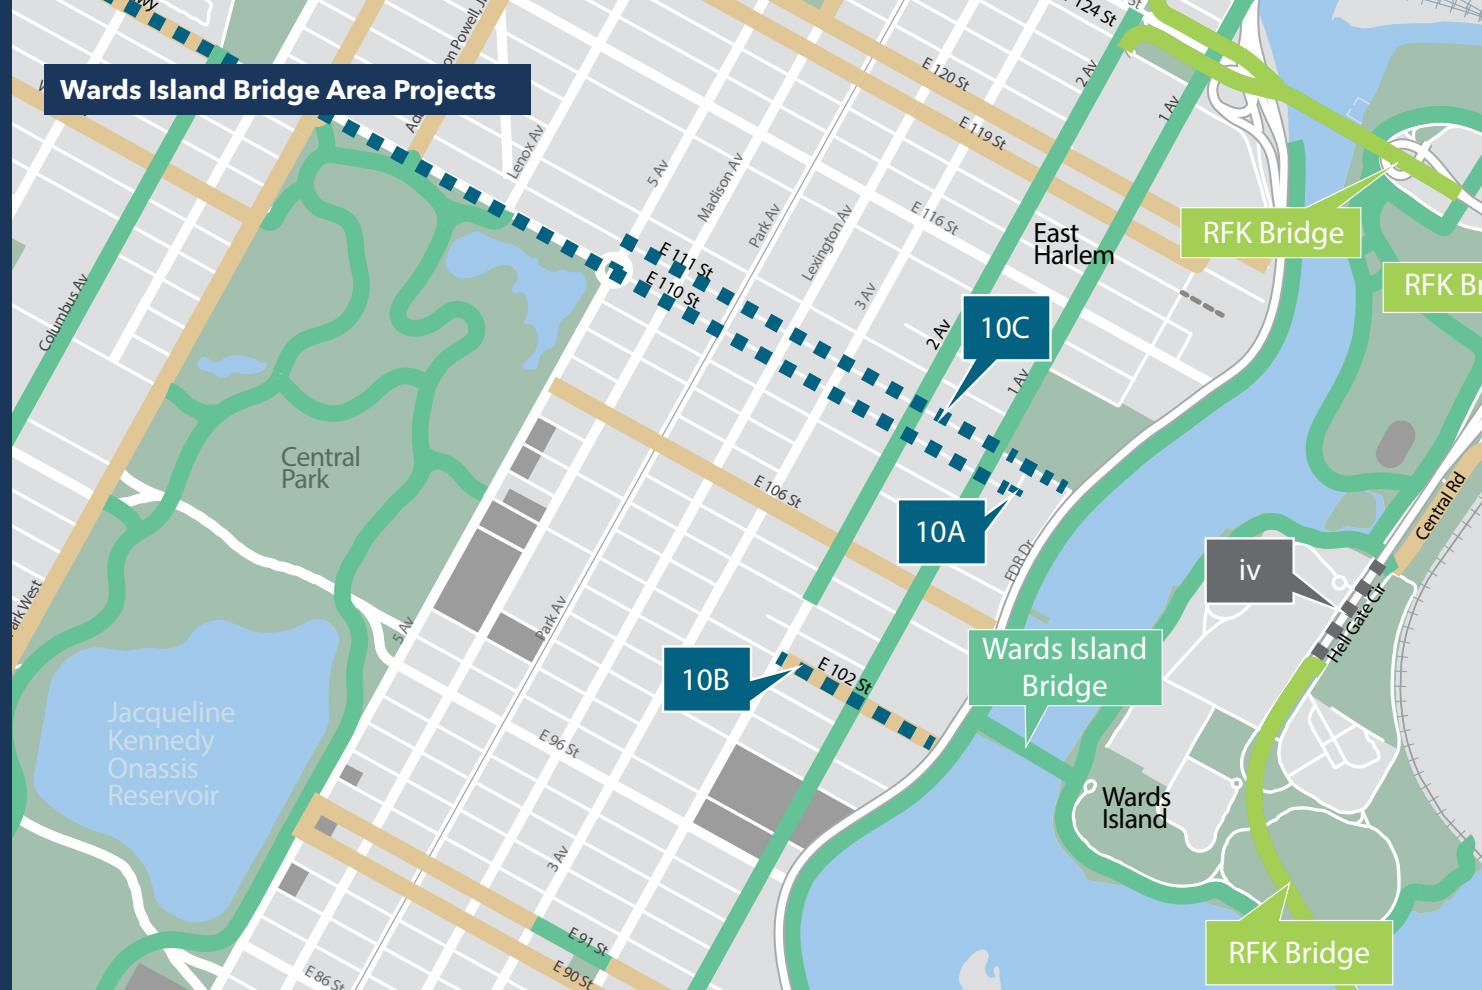 Wards Island Bridge Area Projects
124 St
E 120 St
E 119 St
2 Av
1 Av
Lenox Av
5 Av
Madison Av
Park Av
Lexington Av
3 Av
E 116 St
RFK Bridge
East
Harlem
E 111 St
E 110 St
Columbus Av
10C
2 Av
1 Av
Central
Park
E 106 St
10A
FDR Dr
Central Rd
iv
Hell Gate Cir
Park Av
5 Av
10B
E 102 St
Wards Island
Bridge
Jacqueline
Kennedy
Onassis
Reservoir
E 96 St
Wards
Island
3 Av
E 91 St
E 90 St
E 86 St
RFK Bridge